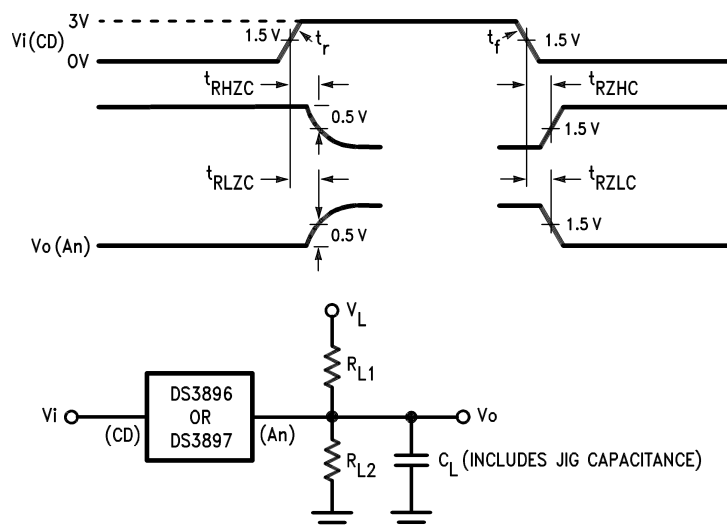 3V
Vi(CD)
0V
1.5 V
tr
tf
1.5 V
tRHZC
0.5 V
tRZHC
1.5 V
tRLZC
tRZLC
Vo(An)
0.5 V
1.5 V
VL
RL1
Vi
(CD)
DS3896
OR
DS3897
(An)
Vo
RL2
CL (INCLUDES JIG CAPACITANCE)